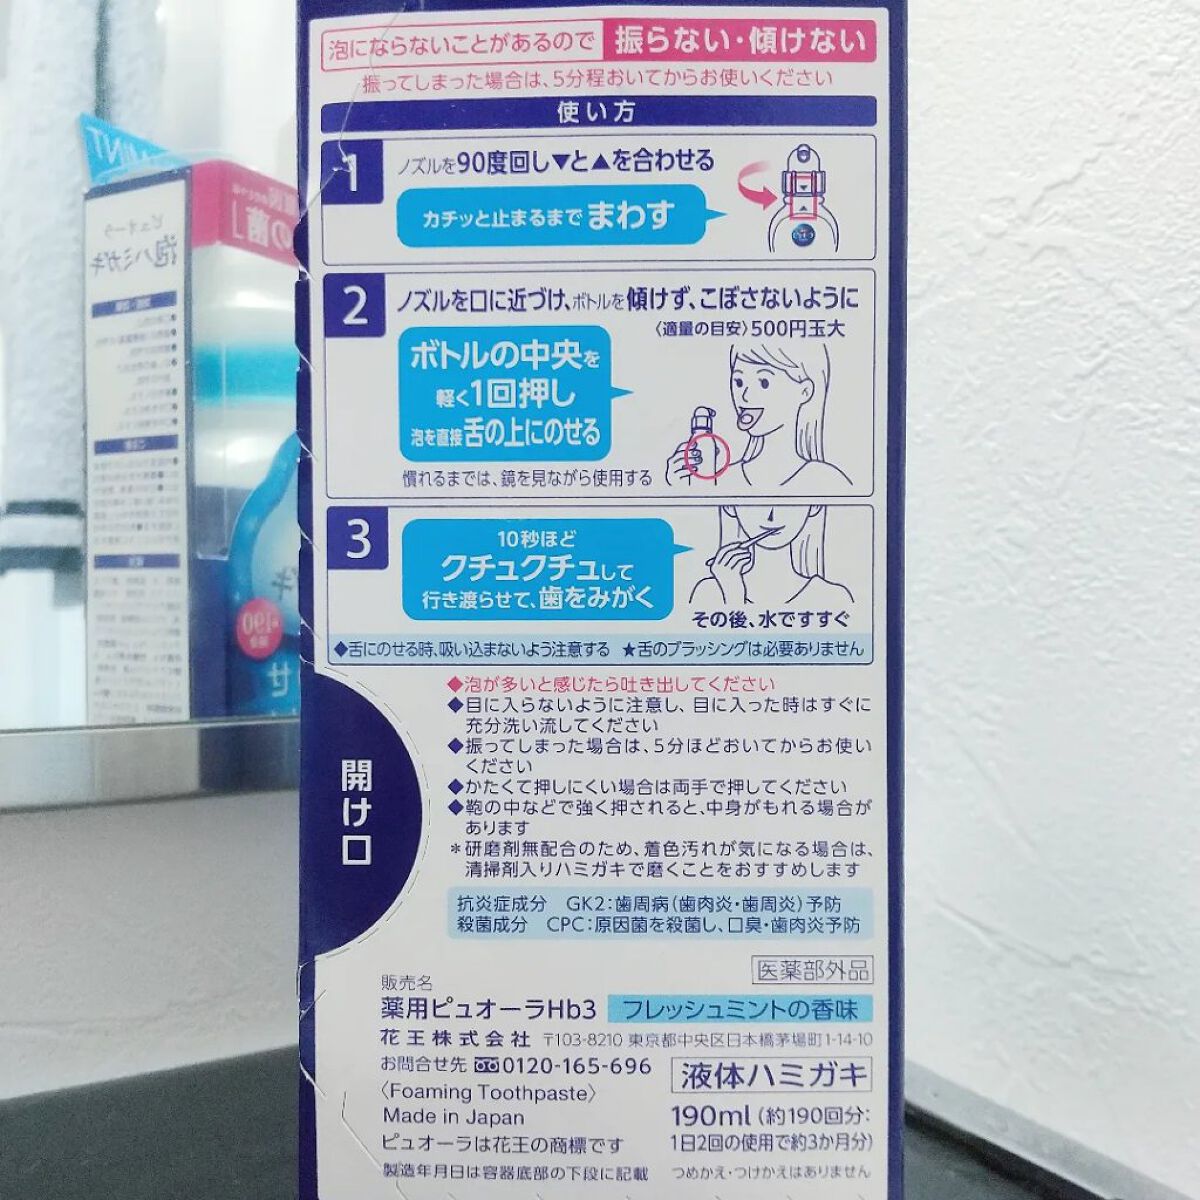 泡にならないことがあるので 振らない・傾けない
振ってしまった場合は、5分程おいてからお使いください
使い方
1 ノズルを90度回し▼と▲を合わせる
カチッと止まるまで まわす
2 ノズルを口に近づけ、ボトルを傾けず、こぼさないように
〈適量の目安〉500円玉大
ボトルの中央を
軽く1回押し
泡を直接舌の上にのせる
慣れるまでは、鏡を見ながら使用する
3 10秒ほど
クチュクチュして
行き渡らせて、歯をみがく
その後、水ですすぐ
◆舌にのせる時、吸い込まないよう注意する ★舌のブラッシングは必要ありません
◆泡が多いと感じたら吐き出してください
◆目に入らないように注意し、目に入った時はすぐに
充分洗い流してください
◆振ってしまった場合は、5分ほどおいてからお使い
ください
◆かたくて押しにくい場合は両手で押してください
◆鞄の中などで強く押されると、中身がもれる場合が
あります
*研磨剤無配合のため、着色汚れが気になる場合は、
清掃剤入りハミガキで磨くことをおすすめします
開け口
抗炎症成分 GK2:歯周病(歯肉炎・歯周炎)予防
殺菌成分 CPC:原因菌を殺菌し、口臭・歯肉炎予防
医薬部外品
販売名
薬用ピュオーラHb3 フレッシュミントの香味
花王株式会社 〒103-8210 東京都中央区日本橋茅場町1-14-10
お問合せ先 0120-165-696
液体ハミガキ
〈Foaming Toothpaste〉
Made in Japan
190ml (約190回分:
1日2回の使用で約3か月分)
ピュオーラは花王の商標です
製造年月日は容器底部の下段に記載
つめかえ・つけかえはありません
ピュオーラ
泡ハミガキ
の菌」
約190
せ